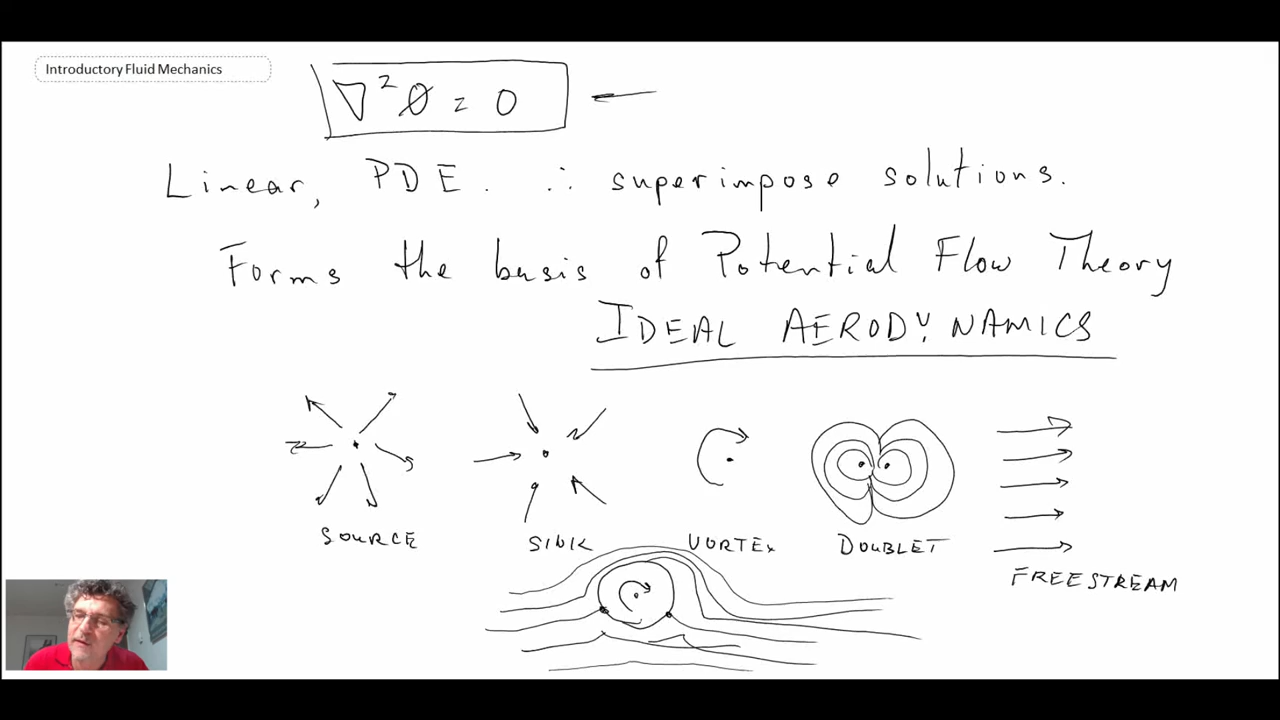 Introductory Fluid Mechanics
∇²Ø = 0
Linear, PDE. ∴ superimpose solutions.
Forms the basis of Potential Flow Theory
IDEAL AERODYNAMICS
SOURCE SINK VORTEX DOUBLET
FREESTREAM